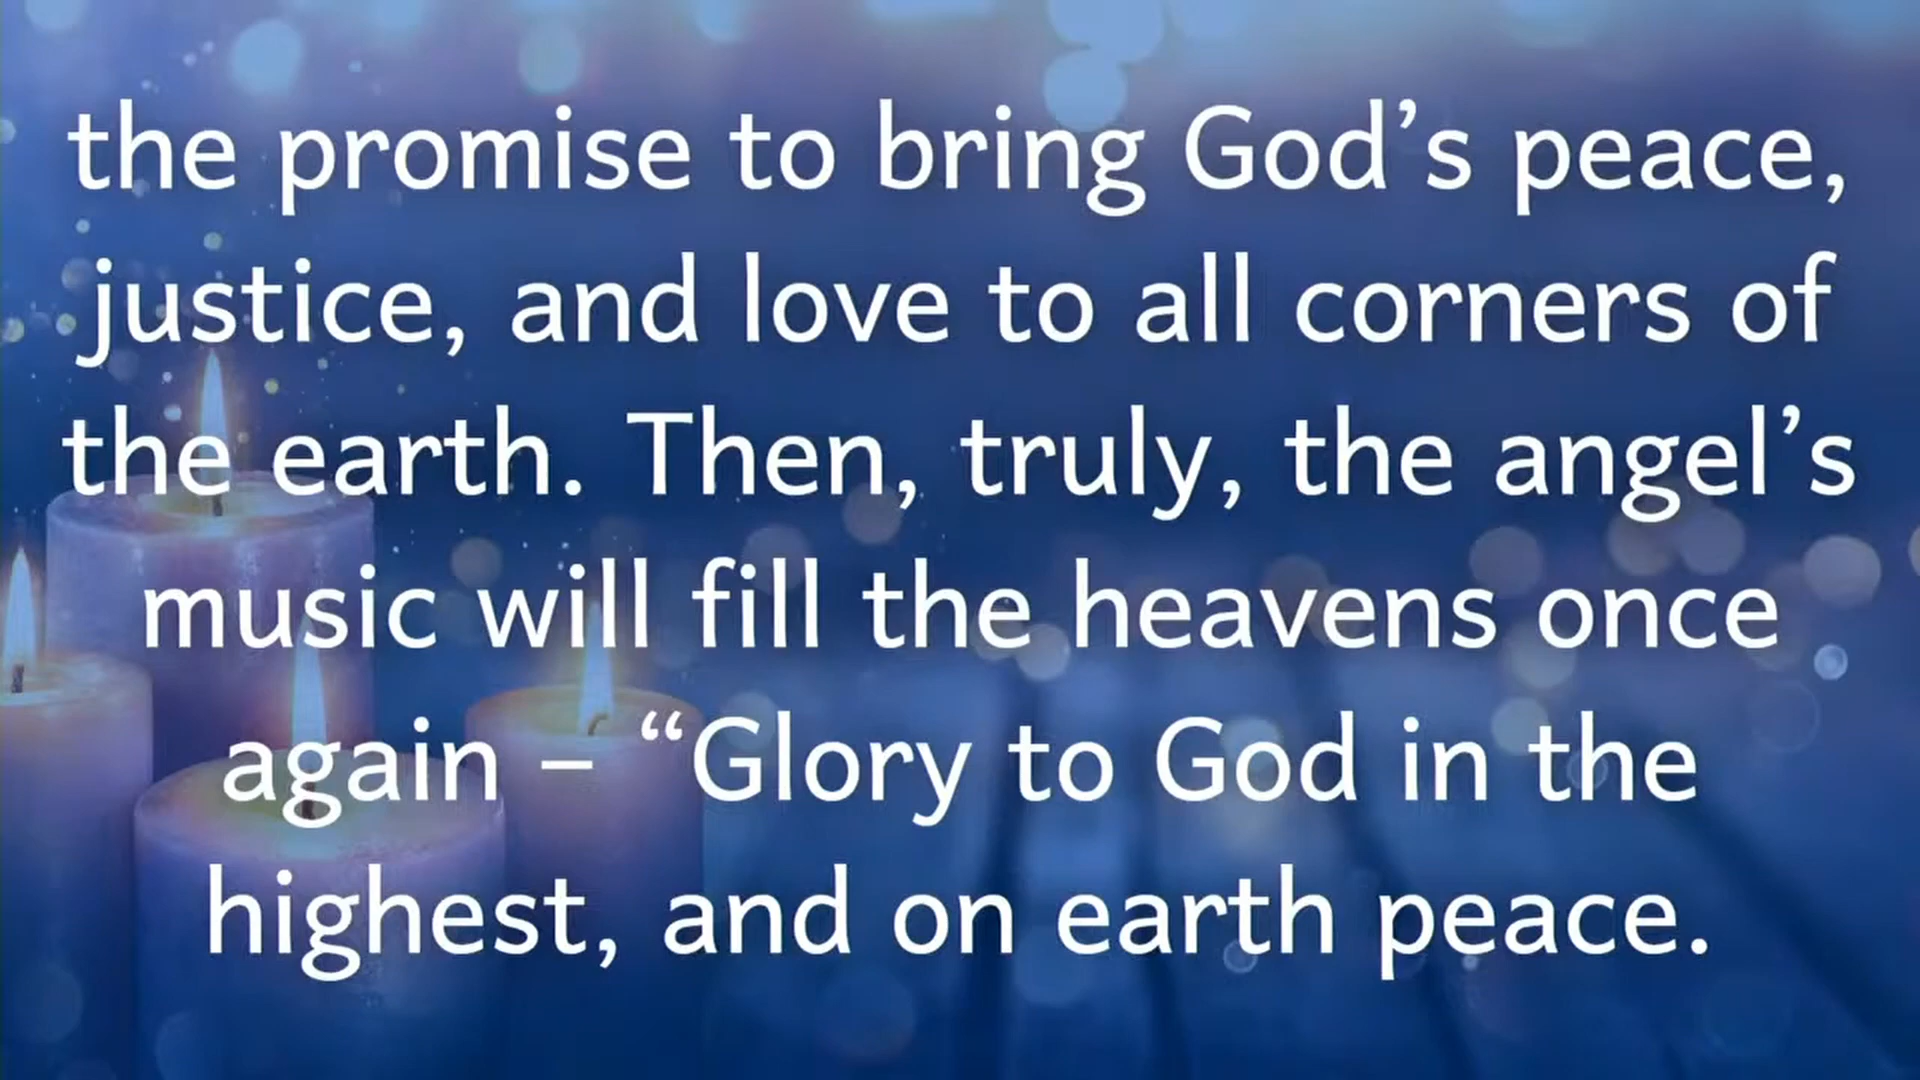 the promise to bring God’s peace,
justice, and love to all corners of
the earth. Then, truly, the angel’s
music will fill the heavens once
again – “Glory to God in the
highest, and on earth peace.